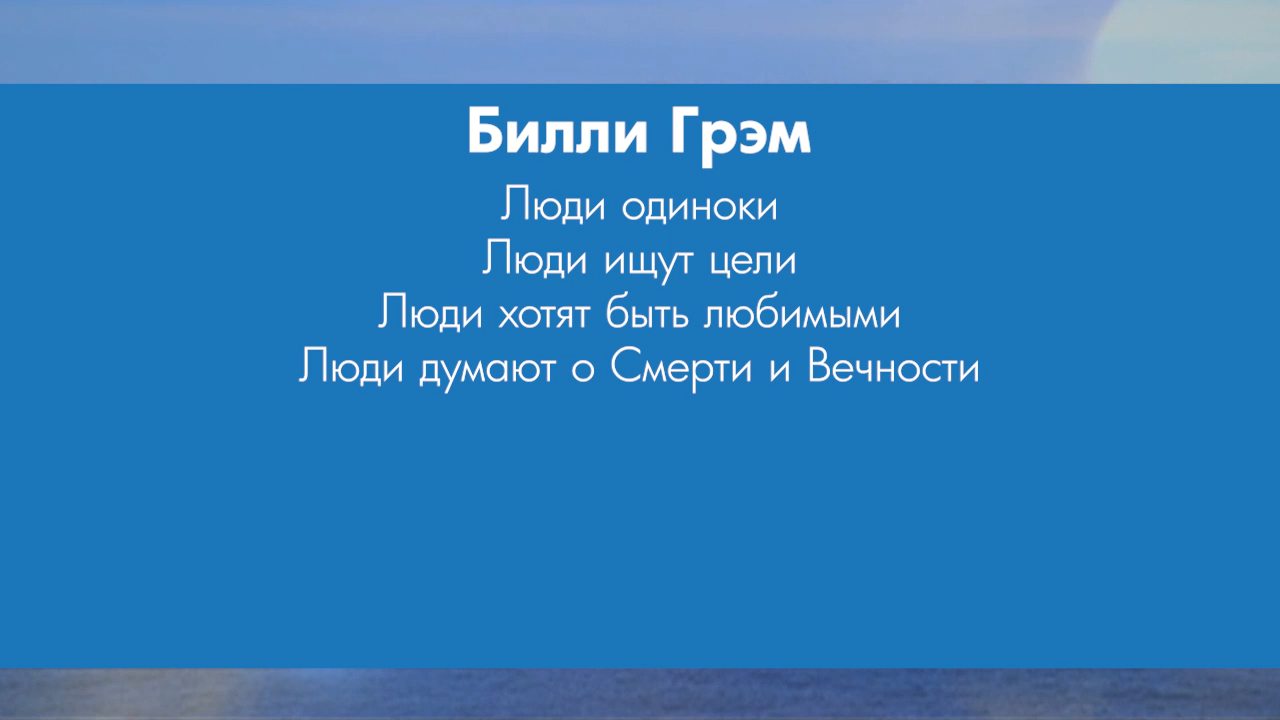 Билли Грэм
Люди одиноки
Люди ищут цели
Люди хотят быть любимыми
Люди думают о Смерти и Вечности